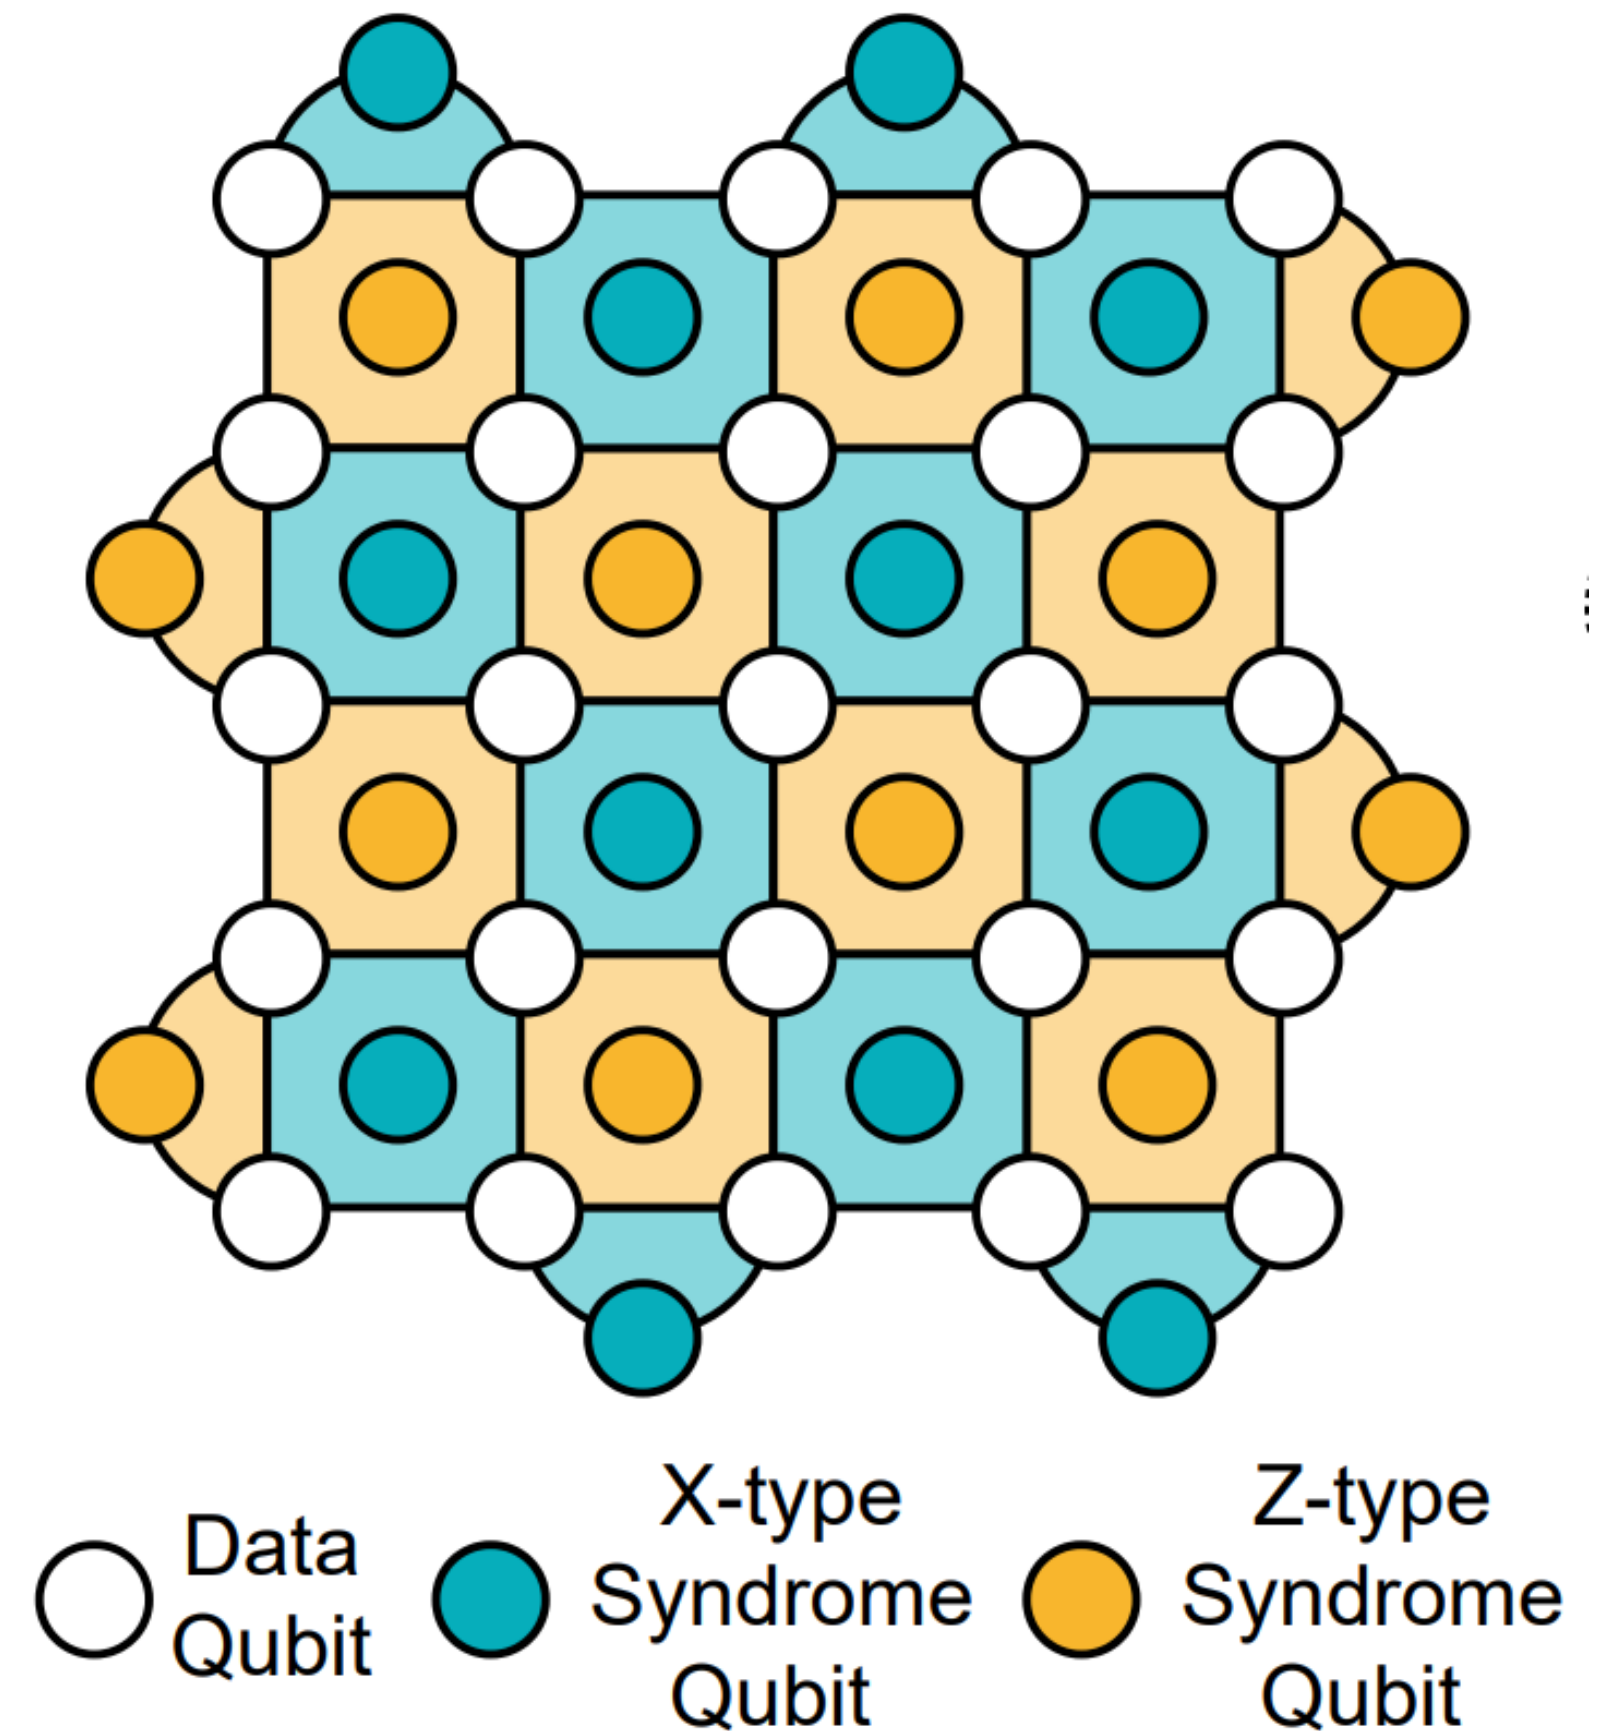 Data
Qubit
X-type
Syndrome
Qubit
Z-type
Syndrome
Qubit